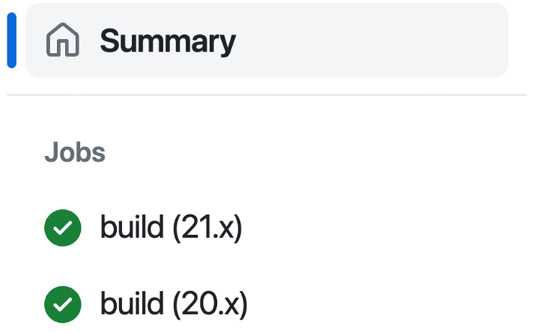 Summary
Jobs
build (21.x)
build (20.x)